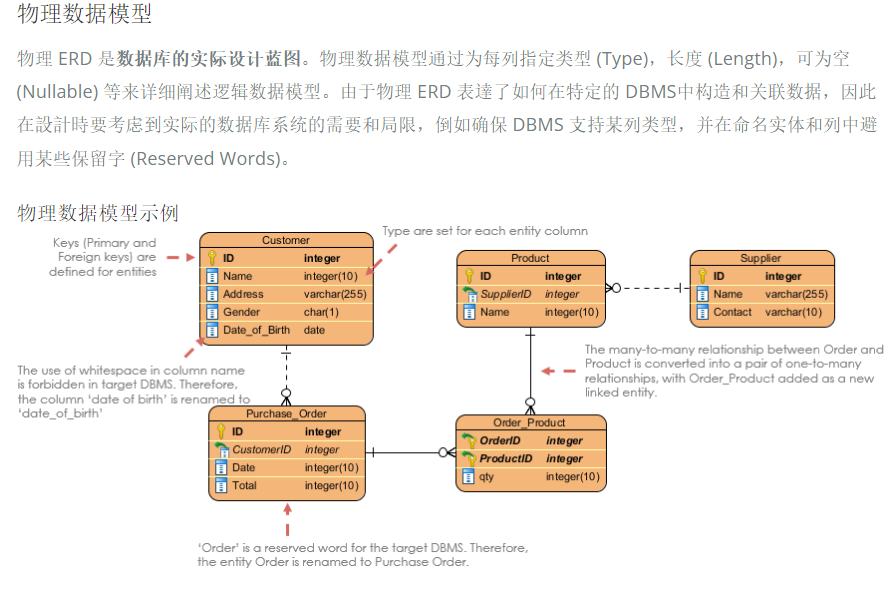 物理数据模型
物理 ERD 是数据库的实际设计蓝图。物理数据模型通过为每列指定类型 (Type)，长度 (Length)，可为空
(Nullable) 等来详细阐述逻辑数据模型。由于物理 ERD 表達了如何在特定的 DBMS中构造和关联数据，因此
在設計時要考虑到实际的数据库系统的需要和局限，倒如确保 DBMS 支持某列类型，并在命名实体和列中避
用某些保留字 (Reserved Words)。
物理数据模型示例
Keys (Primary and
Foreign keys) are
defined for entities
Type are set for each entity column
Customer
ID integer
Name integer(10)
Address varchar(255)
Gender char(1)
Date_of_Birth date
Product
ID integer
SupplierID integer
Name integer(10)
Supplier
ID integer
Name varchar(255)
Contact varchar(10)
The use of whitespace in column name
is forbidden in target DBMS. Therefore,
the column ‘date of birth’ is renamed to
‘date_of_birth’
The many-to-many relationship between Order and
Product is converted into a pair of one-to-many
relationships, with Order_Product added as a new
linked entity.
Purchase_Order
ID integer
CustomerID integer
Date integer(10)
Total integer(10)
Order_Product
OrderID integer
ProductID integer
qty integer(10)
‘Order’ is a reserved word for the target DBMS. Therefore,
the entity Order is renamed to Purchase Order.